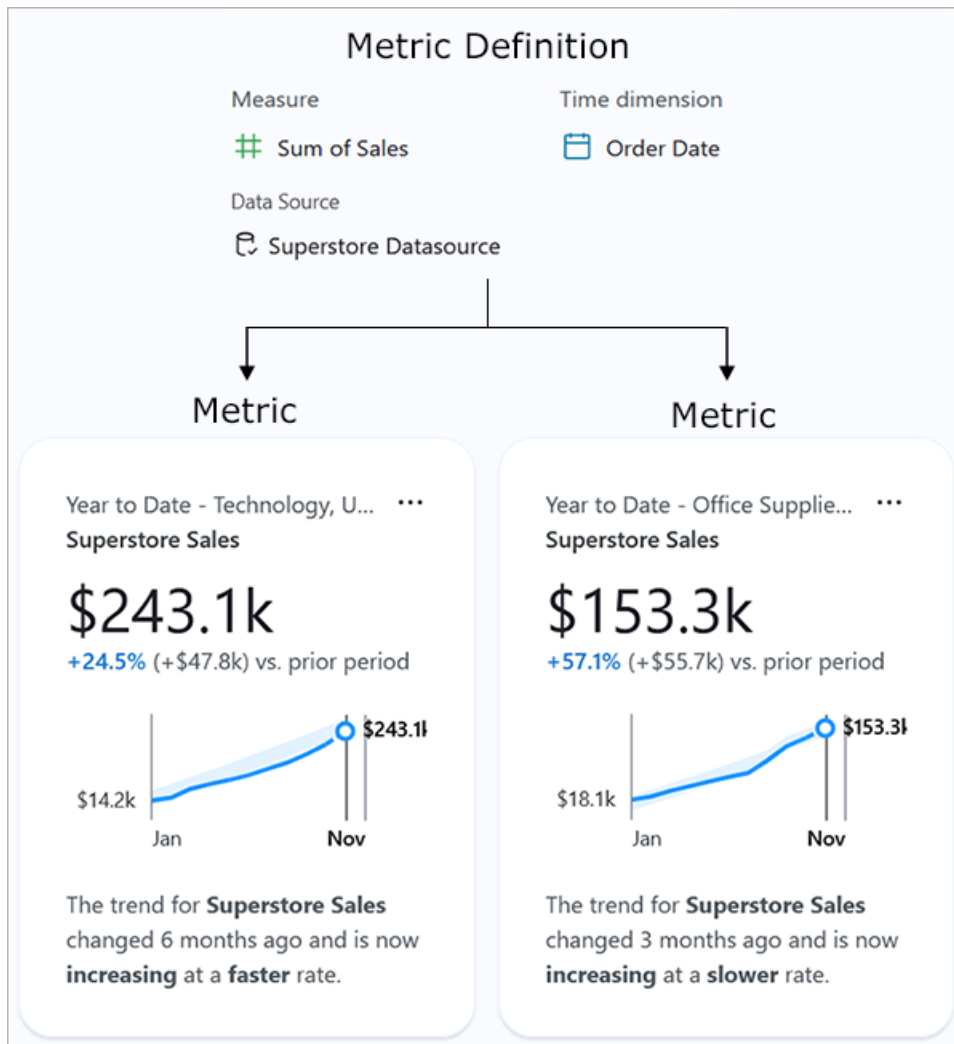 Metric Definition
Measure
Time dimension
Sum of Sales
Order Date
Data Source
Superstore Datasource
Metric
Year to Date - Technology, U...
Superstore Sales
$243.1k
+24.5% (+$47.8k) vs. prior period
$243.1k
$14.2k
Jan
Nov
The trend for Superstore Sales
changed 6 months ago and is now
increasing at a faster rate.
Metric
Year to Date - Office Supplie...
Superstore Sales
$153.3k
+57.1% (+$55.7k) vs. prior period
$153.3k
$18.1k
Jan
Nov
The trend for Superstore Sales
changed 3 months ago and is now
increasing at a slower rate.